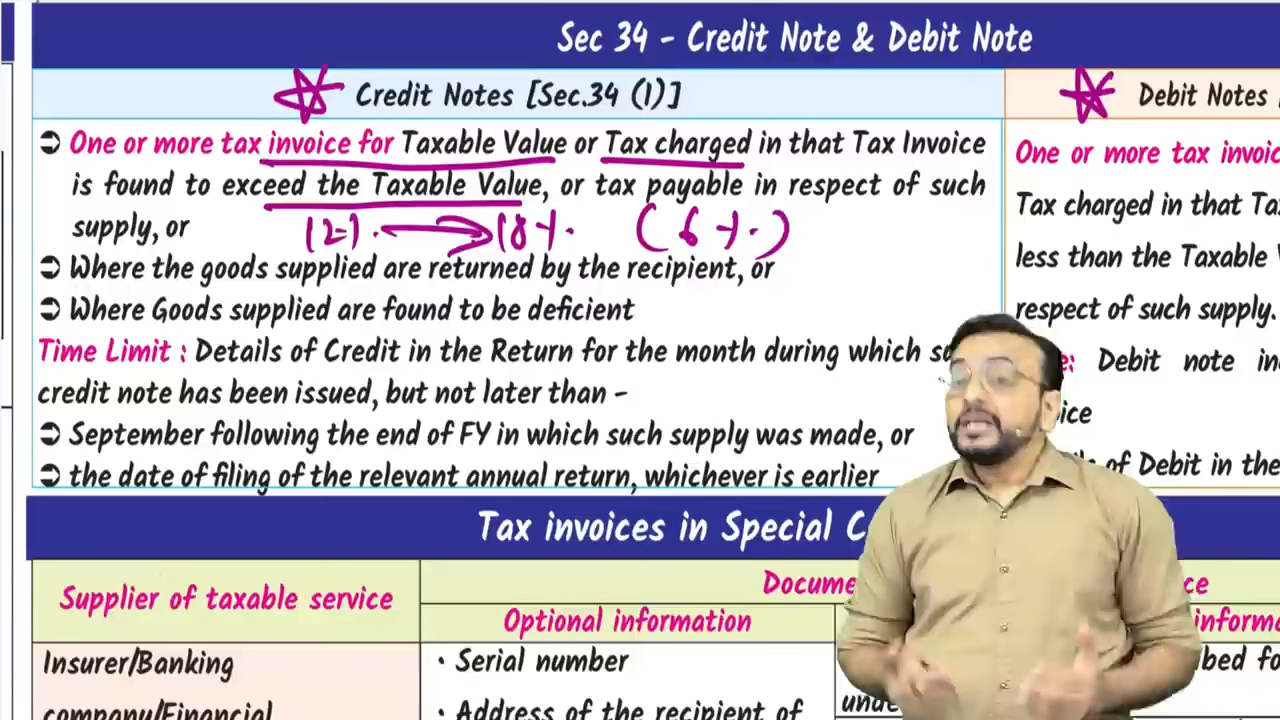 Sec 34 - Credit Note & Debit Note
Credit Notes [Sec.34 (1)]
➲ One or more tax invoice for Taxable Value or Tax charged in that Tax Invoice
is found to exceed the Taxable Value, or tax payable in respect of such
supply, or
12%. → 18%. (6%.)
➲ Where the goods supplied are returned by the recipient, or
➲ Where Goods supplied are found to be deficient
Time Limit : Details of Credit in the Return for the month during which
credit note has been issued, but not later than -
➲ September following the end of FY in which such supply was made, or
➲ the date of filing of the relevant annual return, whichever is earlier
Debit Notes
One or more tax
Tax charged in that
less than the Taxable
respect of such supply.
Debit note
of Debit in the
Tax invoices in Special
Supplier of taxable service
Optional information
Insurer/Banking
company/Financial
• Serial number
• Address of the recipient of